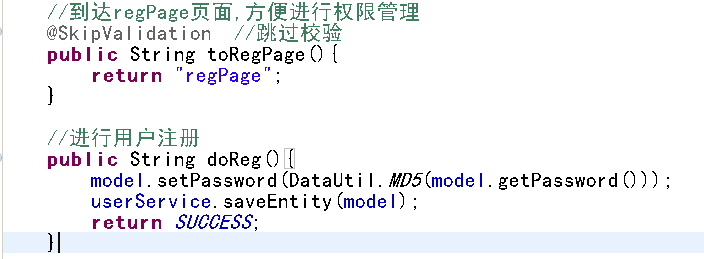 //到达regPage页面,方便进行权限管理
@SkipValidation  //跳过校验
public String toRegPage(){
    return "regPage";
}

//进行用户注册
public String doReg(){
    model.setPassword(DataUtil.MD5(model.getPassword()));
    userService.saveEntity(model);
    return SUCCESS;
}